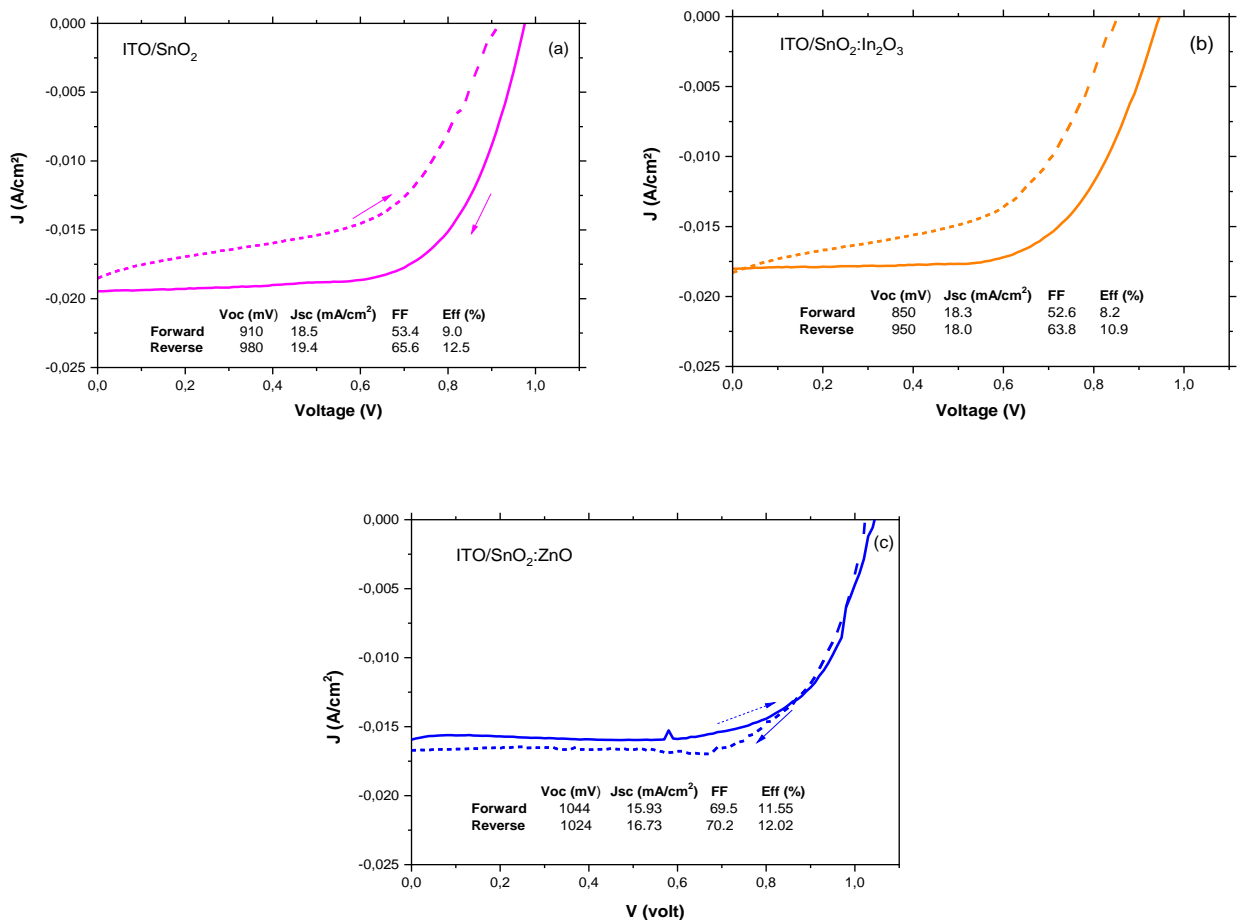 ITO/SnO2
(a)
0,000
-0,005
-0,010
-0,015
-0,020
-0,025
J (A/cm²)
Voc (mV) Jsc (mA/cm2) FF Eff (%)
Forward 910 18.5 53.4 9.0
Reverse 980 19.4 65.6 12.5
0,0 0,2 0,4 0,6 0,8 1,0
Voltage (V)
ITO/SnO2:In2O3
(b)
0,000
-0,005
-0,010
-0,015
-0,020
-0,025
J (A/cm2)
Voc (mV) Jsc (mA/cm2) FF Eff (%)
Forward 850 18.3 52.6 8.2
Reverse 950 18.0 63.8 10.9
0,0 0,2 0,4 0,6 0,8 1,0
Voltage (V)
ITO/SnO2:ZnO
(c)
0,000
-0,005
-0,010
-0,015
-0,020
-0,025
J (A/cm2)
Voc (mV) Jsc (mA/cm2) FF Eff (%)
Forward 1044 15.93 69.5 11.55
Reverse 1024 16.73 70.2 12.02
0,0 0,2 0,4 0,6 0,8 1,0
V (volt)